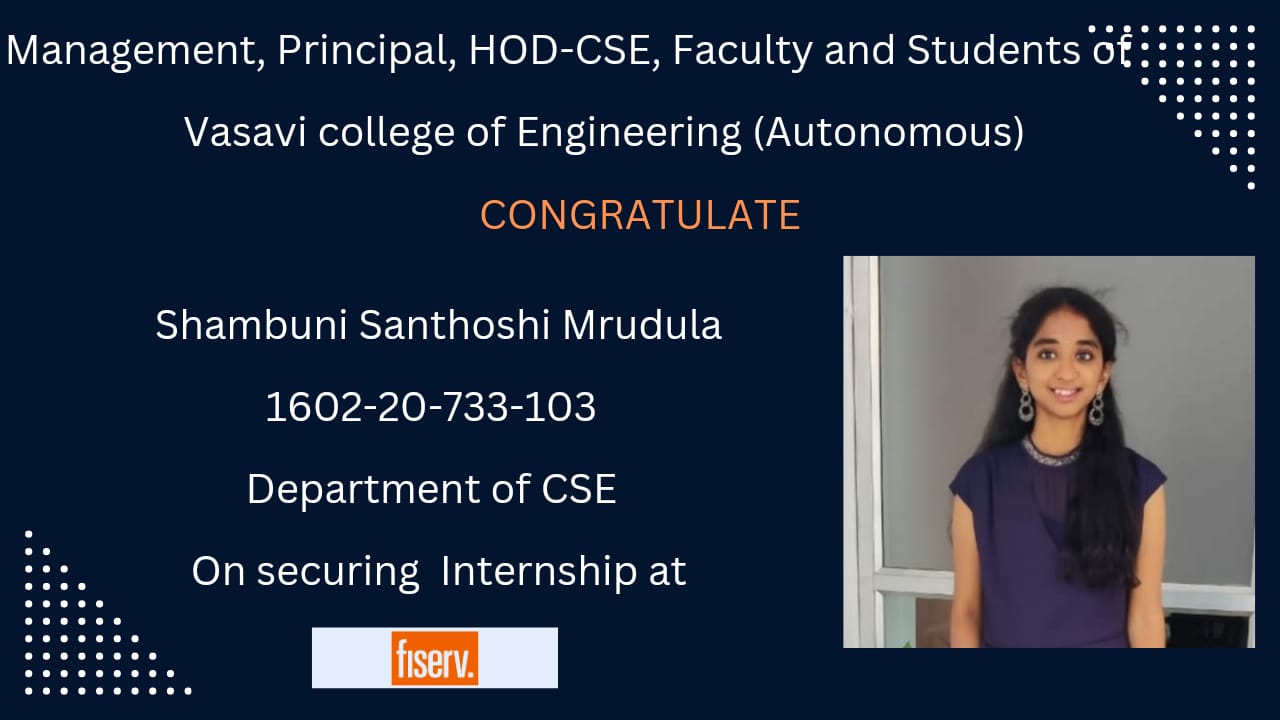 Management, Principal, HOD-CSE, Faculty and Students of
Vasavi college of Engineering (Autonomous)
CONGRATULATE
Shambuni Santhoshi Mrudula
1602-20-733-103
Department of CSE
On securing  Internship at
fiserv.